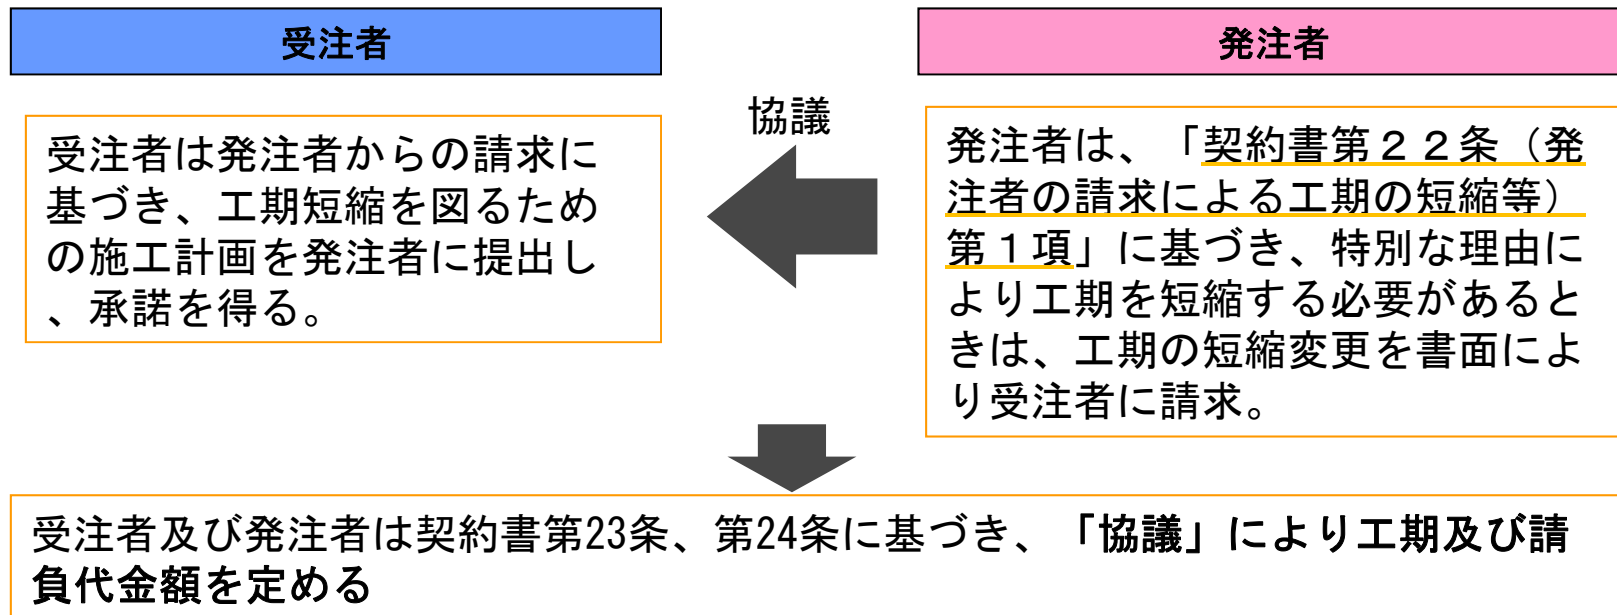 受注者
発注者
協議
受注者は発注者からの請求に
基づき、工期短縮を図るため
の施工計画を発注者に提出し
、承諾を得る。
発注者は、「契約書第２２条（発
注者の請求による工期の短縮等）
第１項」に基づき、特別な理由に
より工期を短縮する必要があると
きは、工期の短縮変更を書面によ
り受注者に請求。
受注者及び発注者は契約書第23条、第24条に基づき、「協議」により工期及び請
負代金額を定める